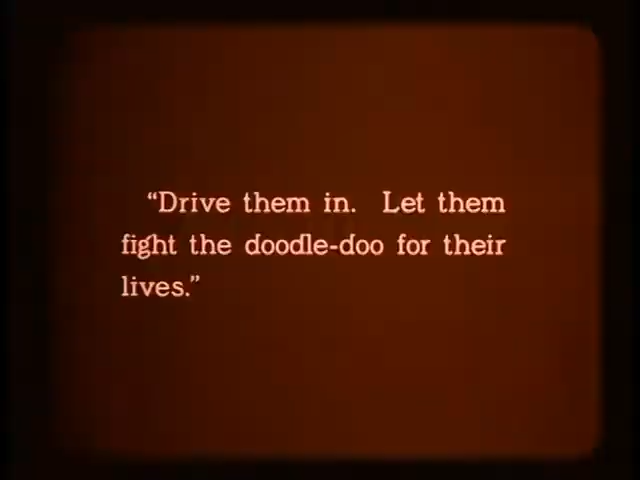 “Drive them in. Let them
fight the doodle-doo for their
lives.”